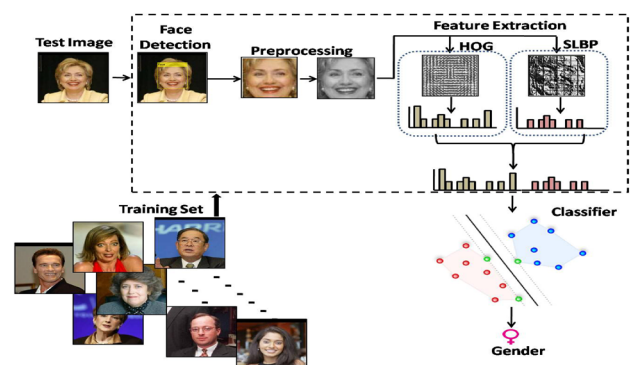 Feature Extraction
Face
Detection
Test Image
Preprocessing
HOG
SLBP
Training Set
Classifier
Gender